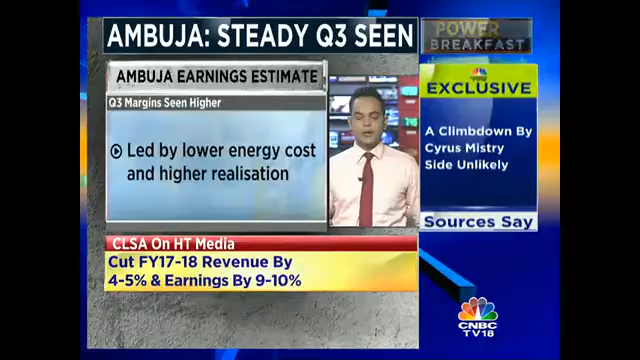 AMBUJA: STEADY Q3 SEEN
POWER
BREAKFAST
AMBUJA EARNINGS ESTIMATE
Q3 Margins Seen Higher
Led by lower energy cost
and higher realisation
EXCLUSIVE
A Climbdown By
Cyrus Mistry
Side Unlikely
Sources Say
CLSA On HT Media
Cut FY17-18 Revenue By
4-5% & Earnings By 9-10%
CNBC
TV18